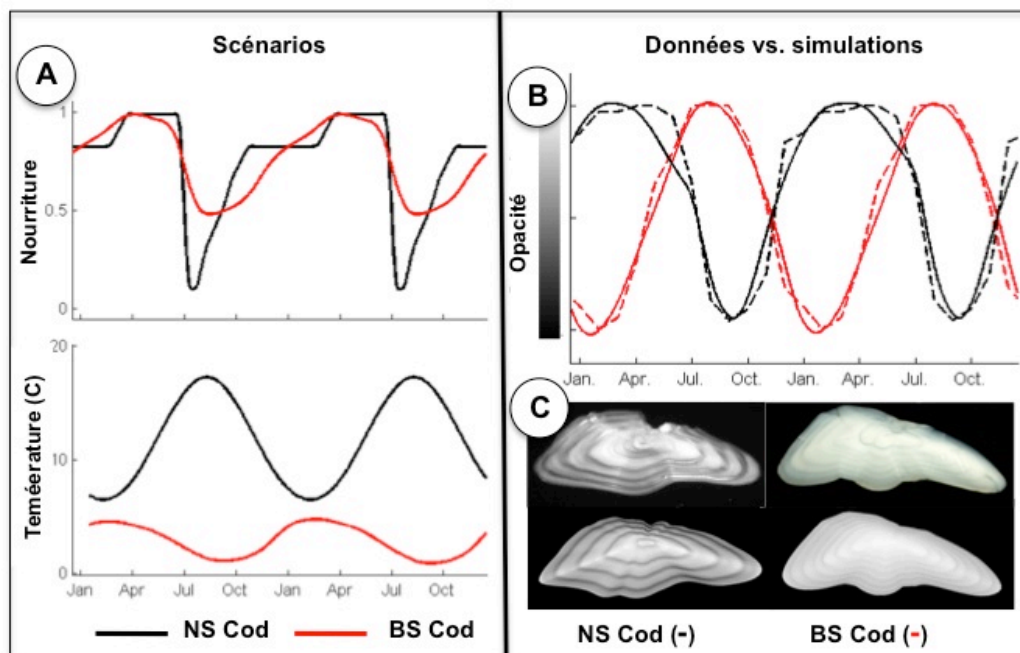 Scénarios
A
Nourriture
1
0.5
0
Teméerature (C)
20
10
0
Jan Apr Jul Oct Jan Apr Jul Oct
NS Cod BS Cod
Données vs. simulations
B
Opacité
Jan. Apr. Jul. Oct. Jan. Apr. Jul. Oct.
C
NS Cod (-) BS Cod (-)